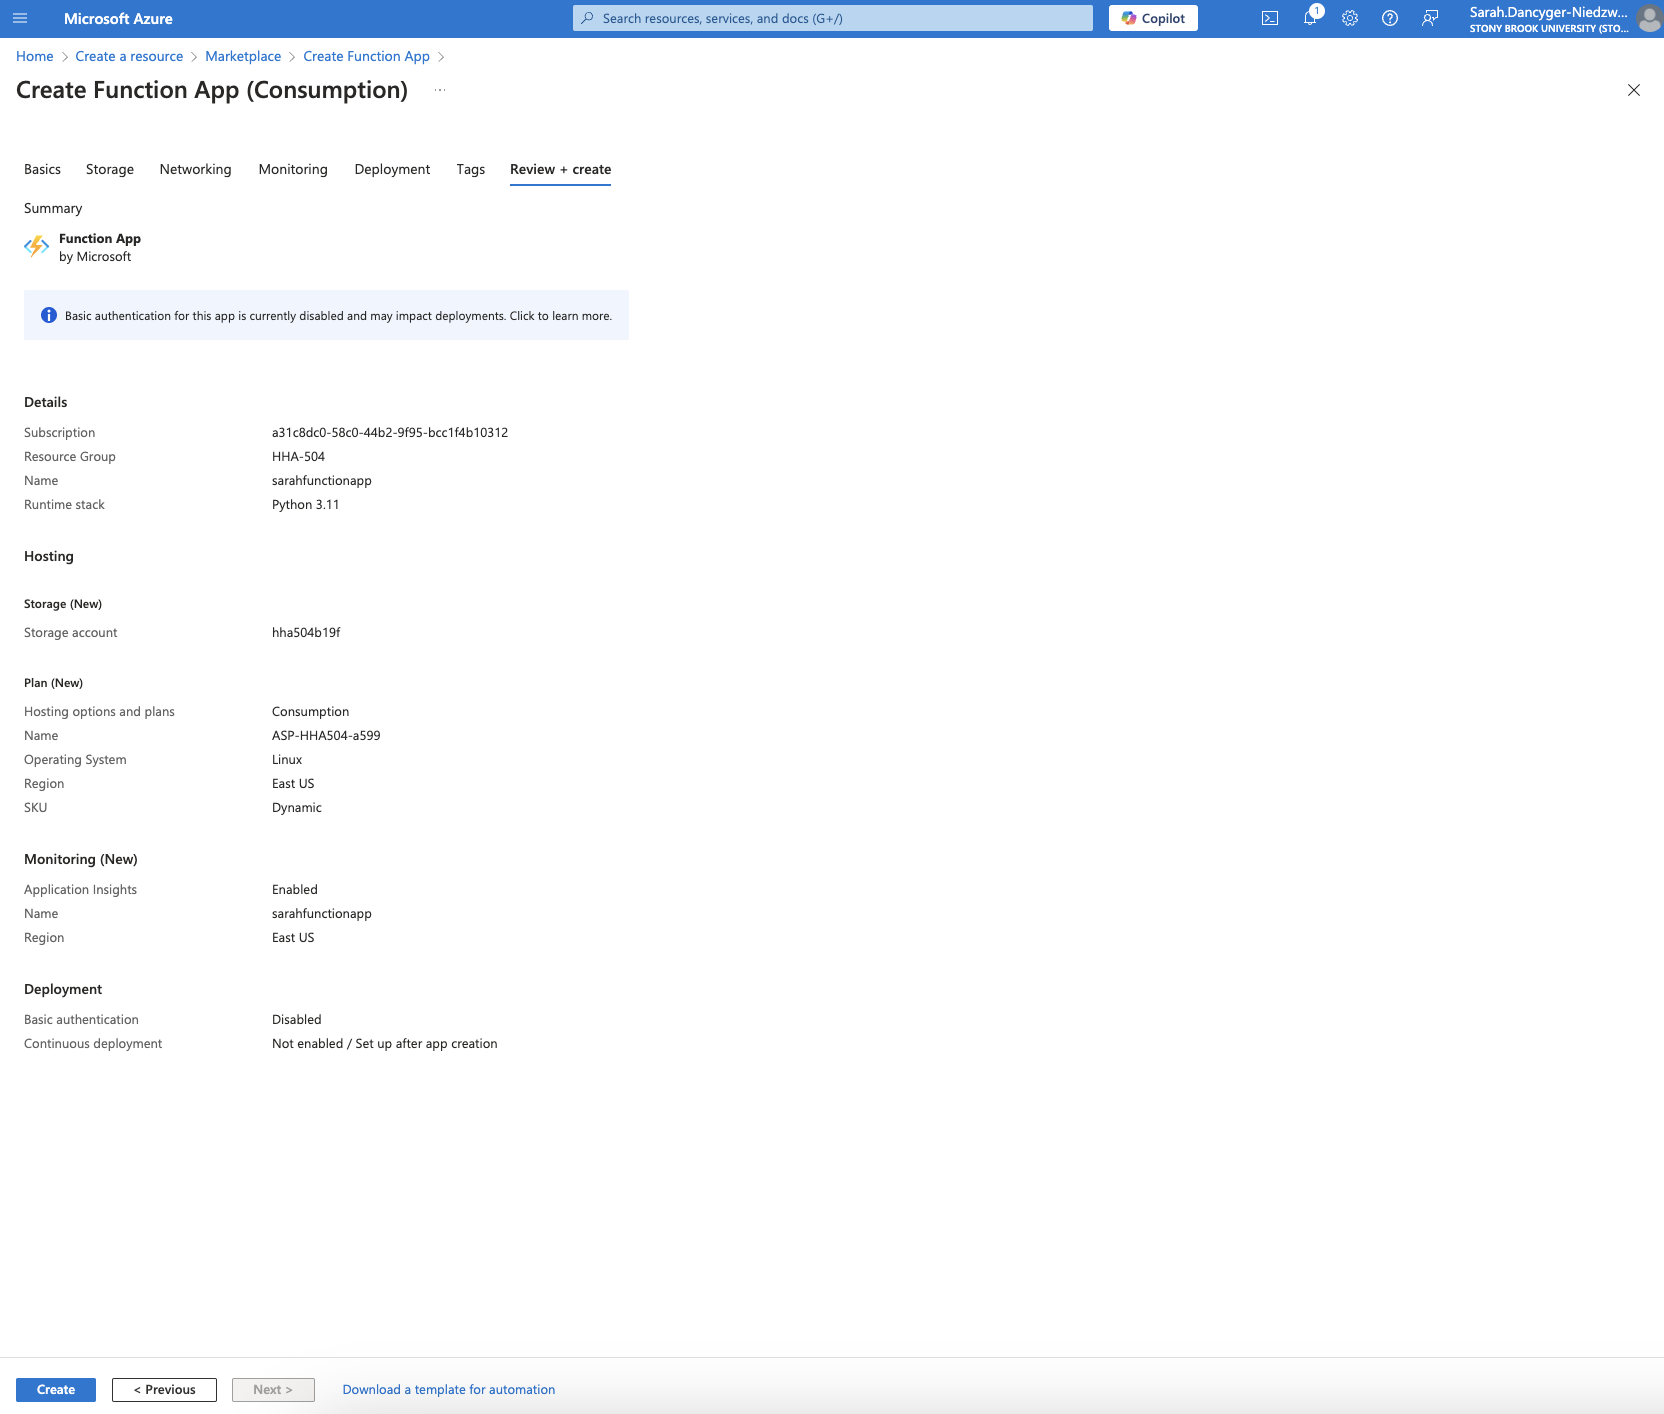 Microsoft Azure
Search resources, services, and docs (G+/)
Copilot
1
Sarah.Dancyger-Niedzw...
STONY BROOK UNIVERSITY (STO...
Home > Create a resource > Marketplace > Create Function App >
Create Function App (Consumption) ...
Basics Storage Networking Monitoring Deployment Tags Review + create
Summary
Function App
by Microsoft
Basic authentication for this app is currently disabled and may impact deployments. Click to learn more.
Details
Subscription a31c8dc0-58c0-44b2-9f95-bcc1f4b10312
Resource Group HHA-504
Name sarahfunctionapp
Runtime stack Python 3.11
Hosting
Storage (New)
Storage account hha504b19f
Plan (New)
Hosting options and plans Consumption
Name ASP-HHA504-a599
Operating System Linux
Region East US
SKU Dynamic
Monitoring (New)
Application Insights Enabled
Name sarahfunctionapp
Region East US
Deployment
Basic authentication Disabled
Continuous deployment Not enabled / Set up after app creation
Create < Previous Next > Download a template for automation